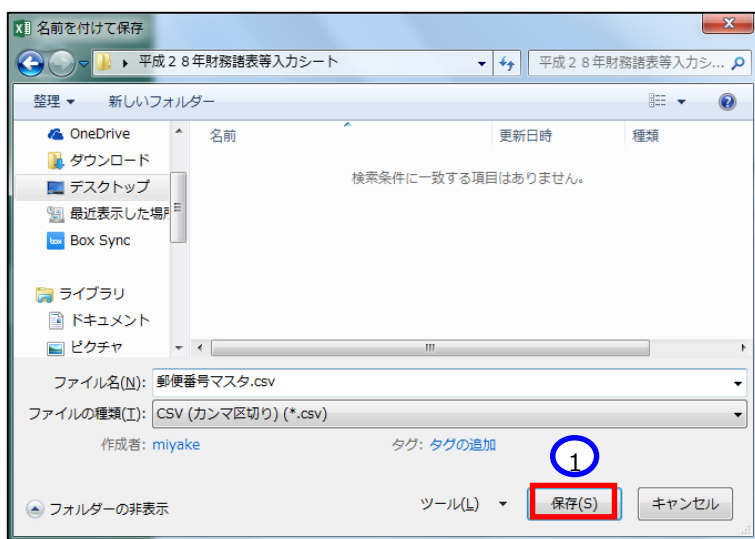 名前を付けて保存
平成２８年財務諸表等入力シート
平成２８年財務諸表等入力シ...
整理 新しいフォルダー
OneDrive
ダウンロード
デスクトップ
最近表示した場所
Box Sync
ライブラリ
ドキュメント
ピクチャ
名前 更新日時 種類
検索条件に一致する項目はありません。
ファイル名(N): 郵便番号マスタ.csv
ファイルの種類(T): CSV (カンマ区切り) (*.csv)
作成者: miyake タグ: タグの追加
1
フォルダーの非表示 ツール(L) 保存(S) キャンセル